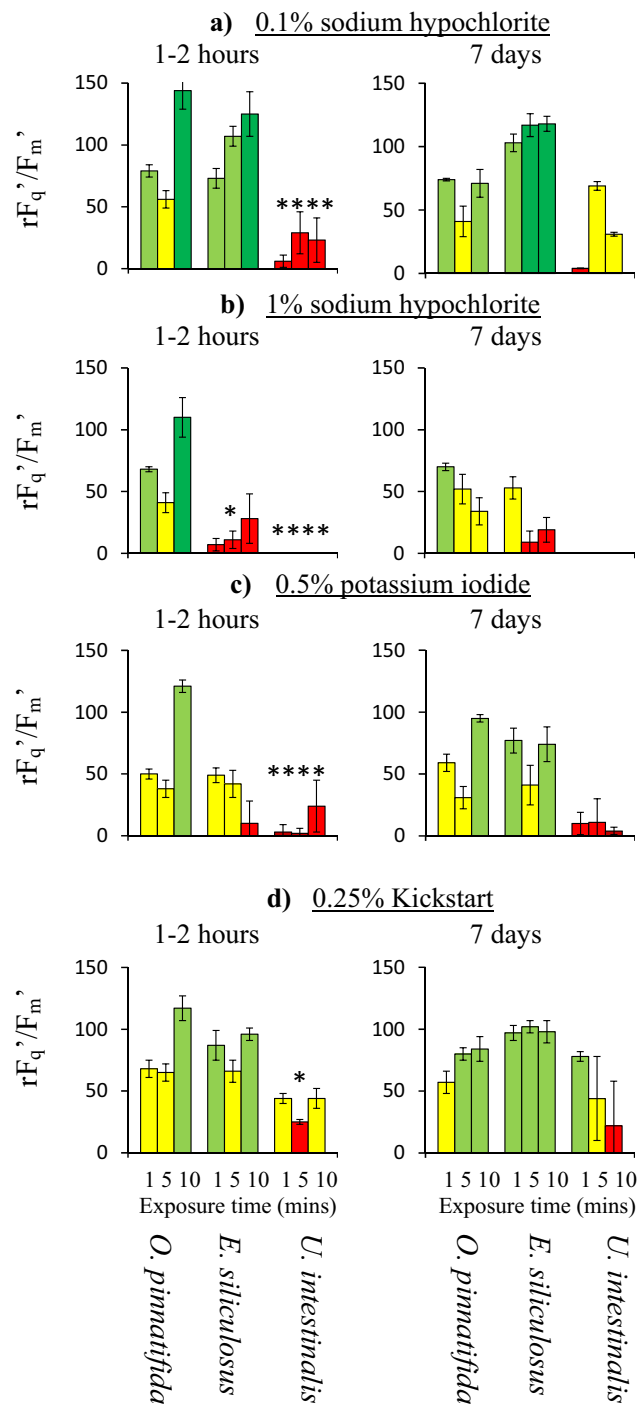 a) 0.1% sodium hypochlorite
1-2 hours
7 days
rFq’/Fm’
150
100
50
0
****
150
100
50
0
b) 1% sodium hypochlorite
1-2 hours
7 days
rFq’/Fm’
150
100
50
0
*
****
150
100
50
0
c) 0.5% potassium iodide
1-2 hours
7 days
rFq’/Fm’
150
100
50
0
****
150
100
50
0
d) 0.25% Kickstart
1-2 hours
7 days
rFq’/Fm’
150
100
50
0
*
150
100
50
0
1 5 10 1 5 10 1 5 10
1 5 10 1 5 10 1 5 10
Exposure time (mins)
Exposure time (mins)
O. pinnatifida
E. siliculosus
U. intestinalis
O. pinnatifida
E. siliculosus
U. intestinalis